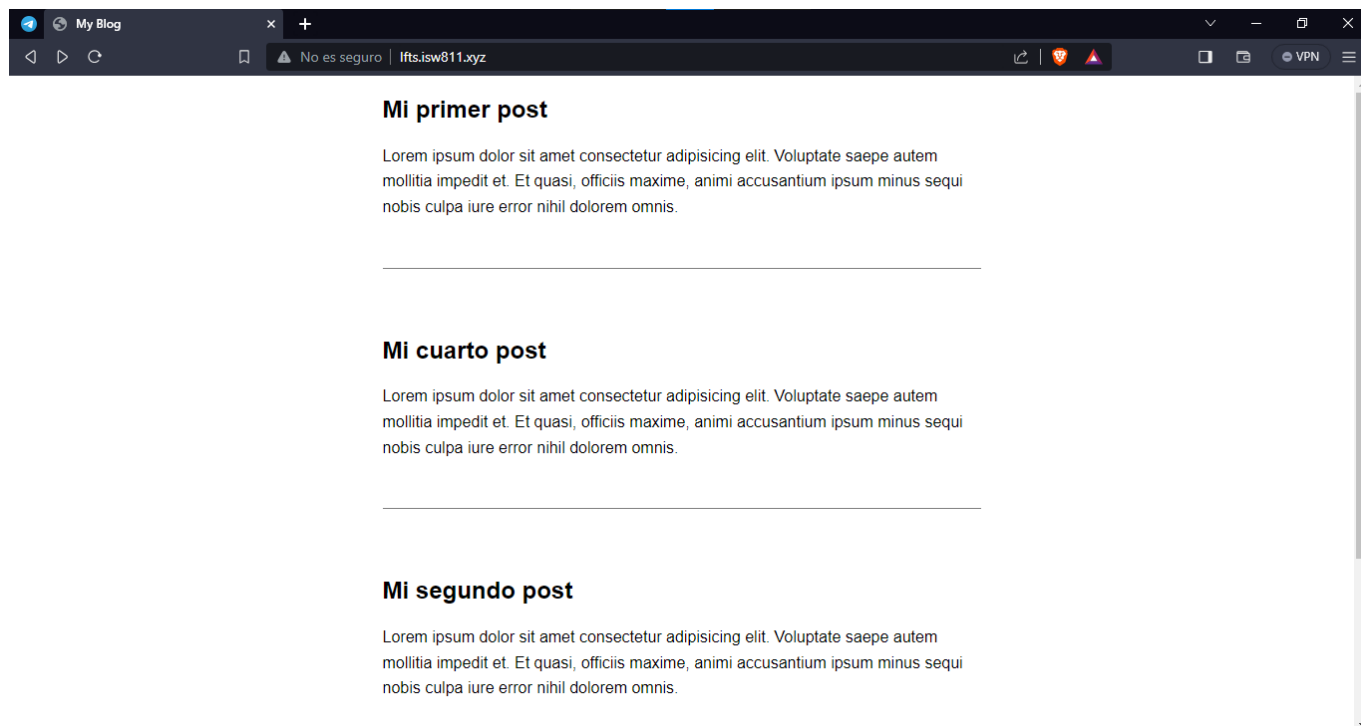 My Blog
No es seguro lfts.isw811.xyz
VPN
Mi primer post
Lorem ipsum dolor sit amet consectetur adipisicing elit. Voluptate saepe autem
mollitia impedit et. Et quasi, officiis maxime, animi accusantium ipsum minus sequi
nobis culpa iure error nihil dolorem omnis.
Mi cuarto post
Lorem ipsum dolor sit amet consectetur adipisicing elit. Voluptate saepe autem
mollitia impedit et. Et quasi, officiis maxime, animi accusantium ipsum minus sequi
nobis culpa iure error nihil dolorem omnis.
Mi segundo post
Lorem ipsum dolor sit amet consectetur adipisicing elit. Voluptate saepe autem
mollitia impedit et. Et quasi, officiis maxime, animi accusantium ipsum minus sequi
nobis culpa iure error nihil dolorem omnis.